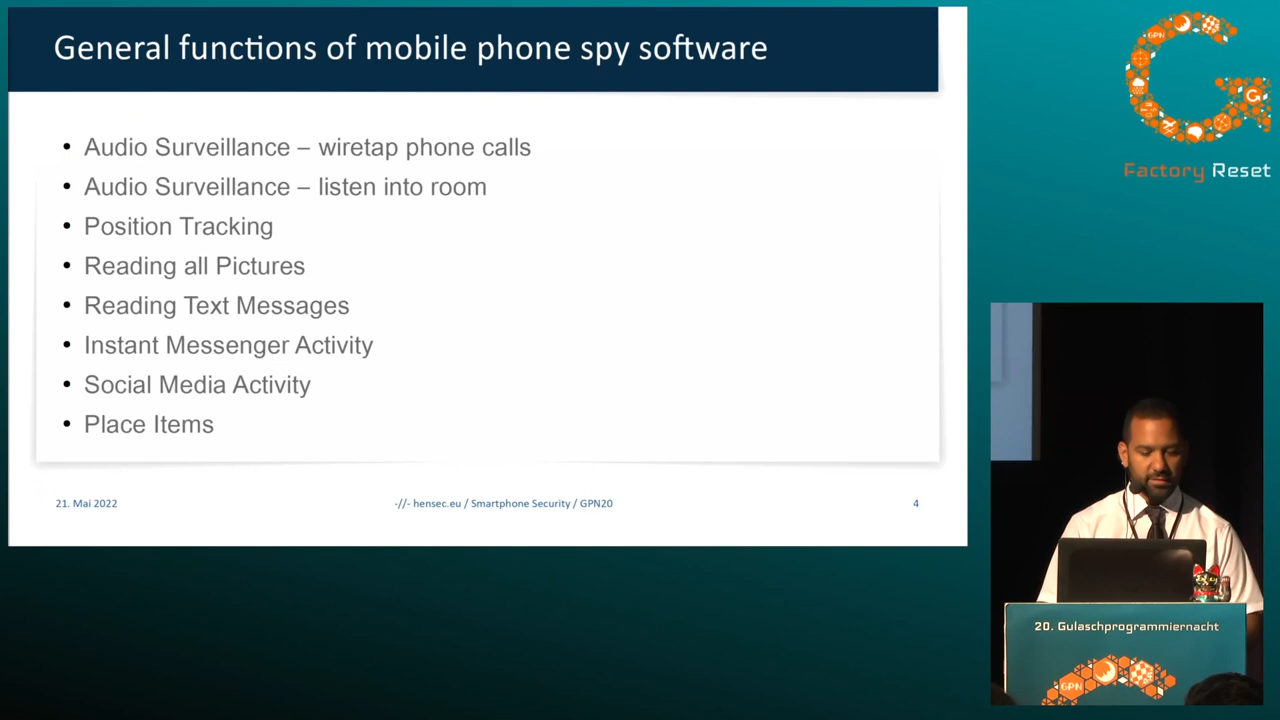 General functions of mobile phone spy software
Audio Surveillance – wiretap phone calls
Audio Surveillance – listen into room
Position Tracking
Reading all Pictures
Reading Text Messages
Instant Messenger Activity
Social Media Activity
Place Items
21. Mai 2022
-//- hensec.eu / Smartphone Security / GPN20
4
GPN
G
Factory Reset
20. Gulaschprogrammiernacht
GPN